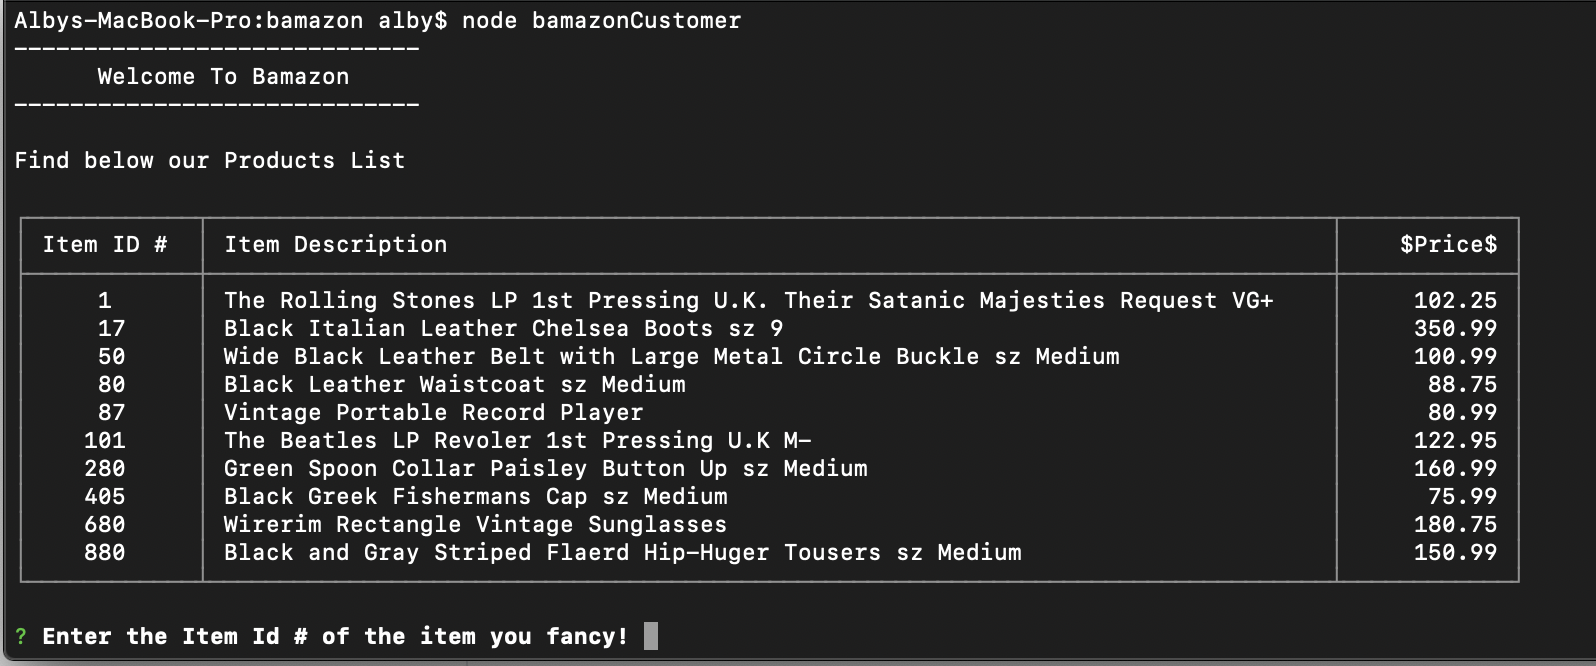 Albys-MacBook-Pro:bamazon alby$ node bamazonCustomer
-----------------------------
Welcome To Bamazon
-----------------------------
Find below our Products List
Item ID # Item Description $Price$
1 The Rolling Stones LP 1st Pressing U.K. Their Satanic Majesties Request VG+ 102.25
17 Black Italian Leather Chelsea Boots sz 9 350.99
50 Wide Black Leather Belt with Large Metal Circle Buckle sz Medium 100.99
80 Black Leather Waistcoat sz Medium 88.75
87 Vintage Portable Record Player 80.99
101 The Beatles LP Revoler 1st Pressing U.K M- 122.95
280 Green Spoon Collar Paisley Button Up sz Medium 160.99
405 Black Greek Fishermans Cap sz Medium 75.99
680 Wirerim Rectangle Vintage Sunglasses 180.75
880 Black and Gray Striped Flaerd Hip-Huger Tousers sz Medium 150.99
? Enter the Item Id # of the item you fancy!